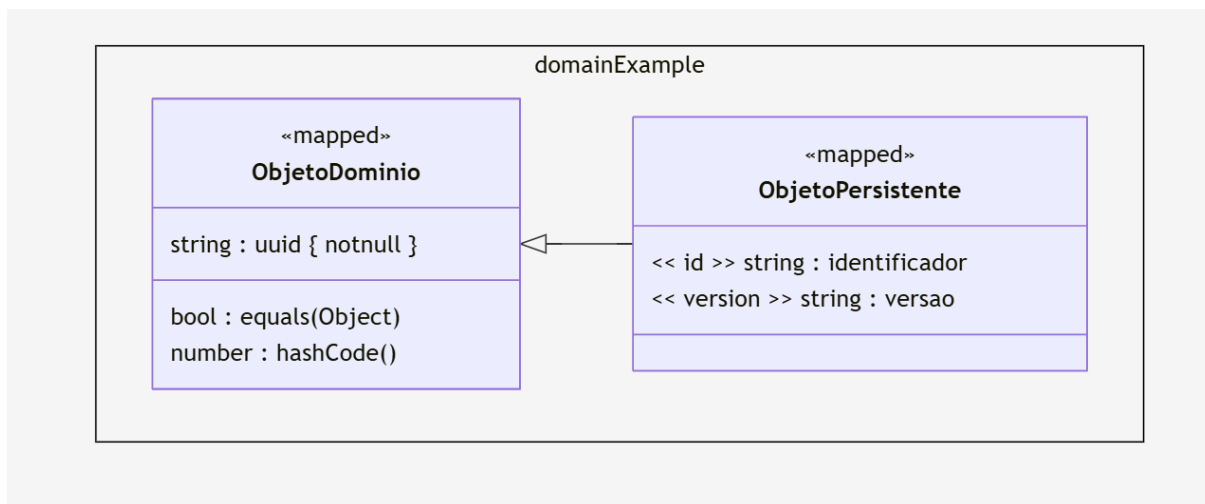 domainExample
«mapped»
ObjetoDominio
string : uuid { notnull }
bool : equals(Object)
number : hashCode()
«mapped»
ObjetoPersistente
<< id >> string : identificador
<< version >> string : versao